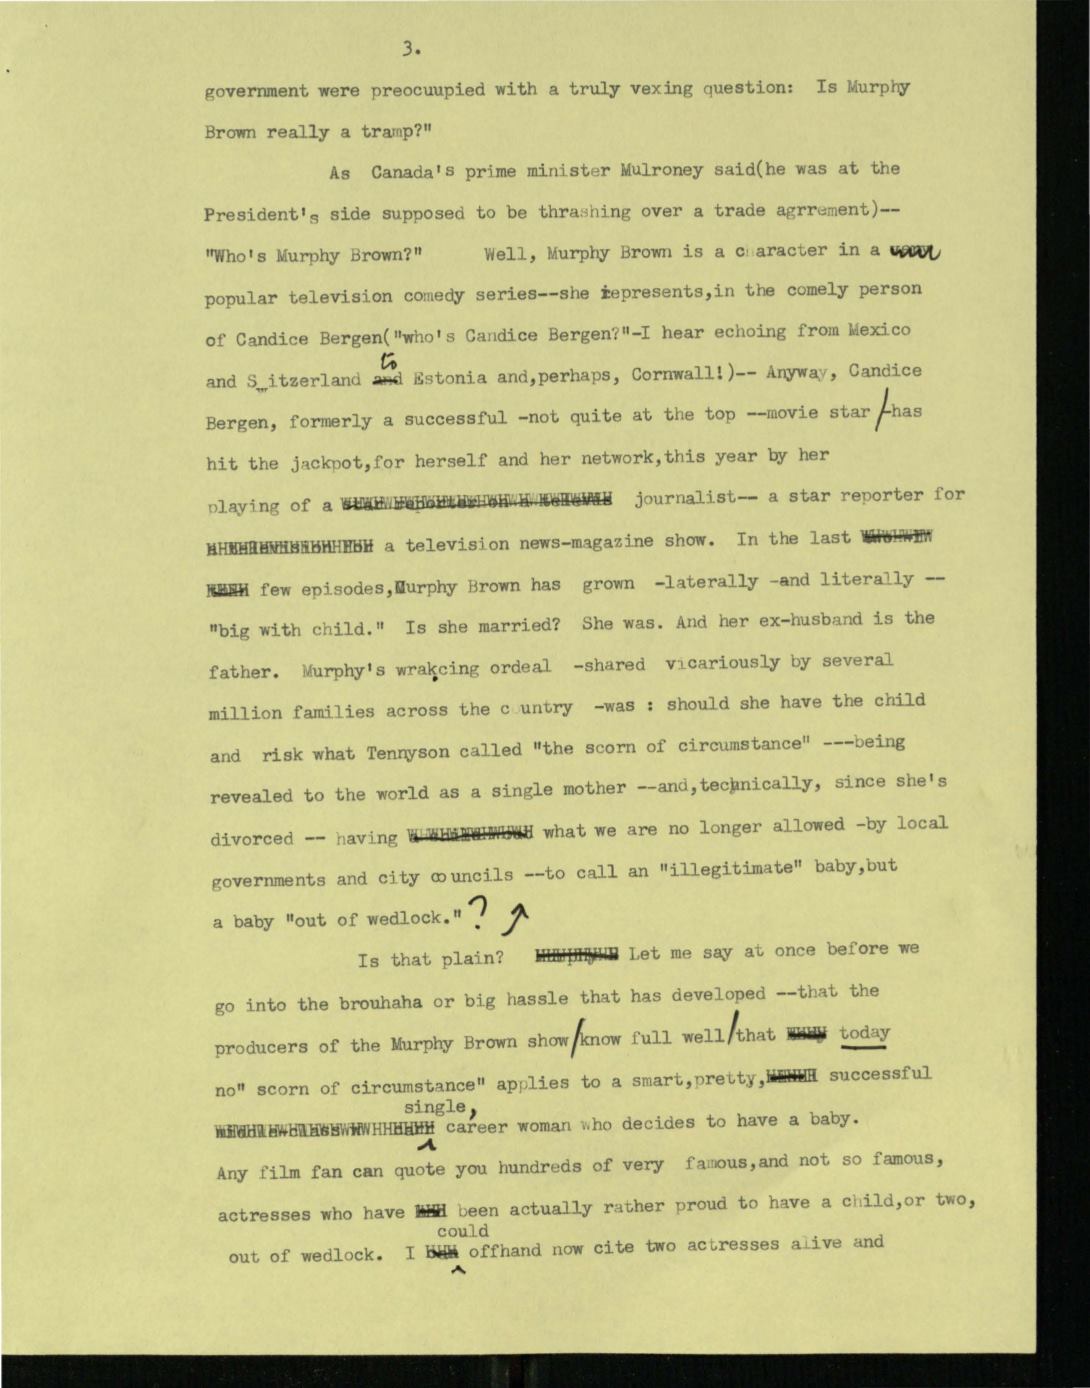 3.
government were preocuupied with a truly vexing question: Is Murphy
Brown really a tramp?"
As Canada's prime minister Mulroney said(he was at the
President's side supposed to be thrashing over a trade agrrement)--
"Who's Murphy Brown?" Well, Murphy Brown is a character in a
popular television comedy series--she represents,in the comely person
of Candice Bergen("who's Candice Bergen?"-I hear echoing from Mexico
to
and S_itzerland and Estonia and,perhaps, Cornwall!)-- Anyway, Candice
Bergen, formerly a successful -not quite at the top --movie star /-has
hit the jackpot,for herself and her network,this year by her
playing of a star reporter on a televis journalist-- a star reporter for
a television news-magazine show. In the last
few episodes,Murphy Brown has grown -laterally -and literally --
"big with child." Is she married? She was. And her ex-husband is the
father. Murphy's wrakcing ordeal -shared vicariously by several
million families across the c untry -was : should she have the child
and risk what Tennyson called "the scorn of circumstance" ---being
revealed to the world as a single mother --and,technically, since she's
divorced -- having what we are no longer allowed -by local
governments and city councils --to call an "illegitimate" baby,but
a baby "out of wedlock."?
Is that plain? Let me say at once before we
go into the brouhaha or big hassle that has developed --that the
producers of the Murphy Brown show/know full well/that today
no" scorn of circumstance" applies to a smart,pretty, successful
single,
career woman who decides to have a baby.
Any film fan can quote you hundreds of very famous,and not so famous,
actresses who have been actually rather proud to have a child,or two,
could
out of wedlock. I offhand now cite two actresses alive and